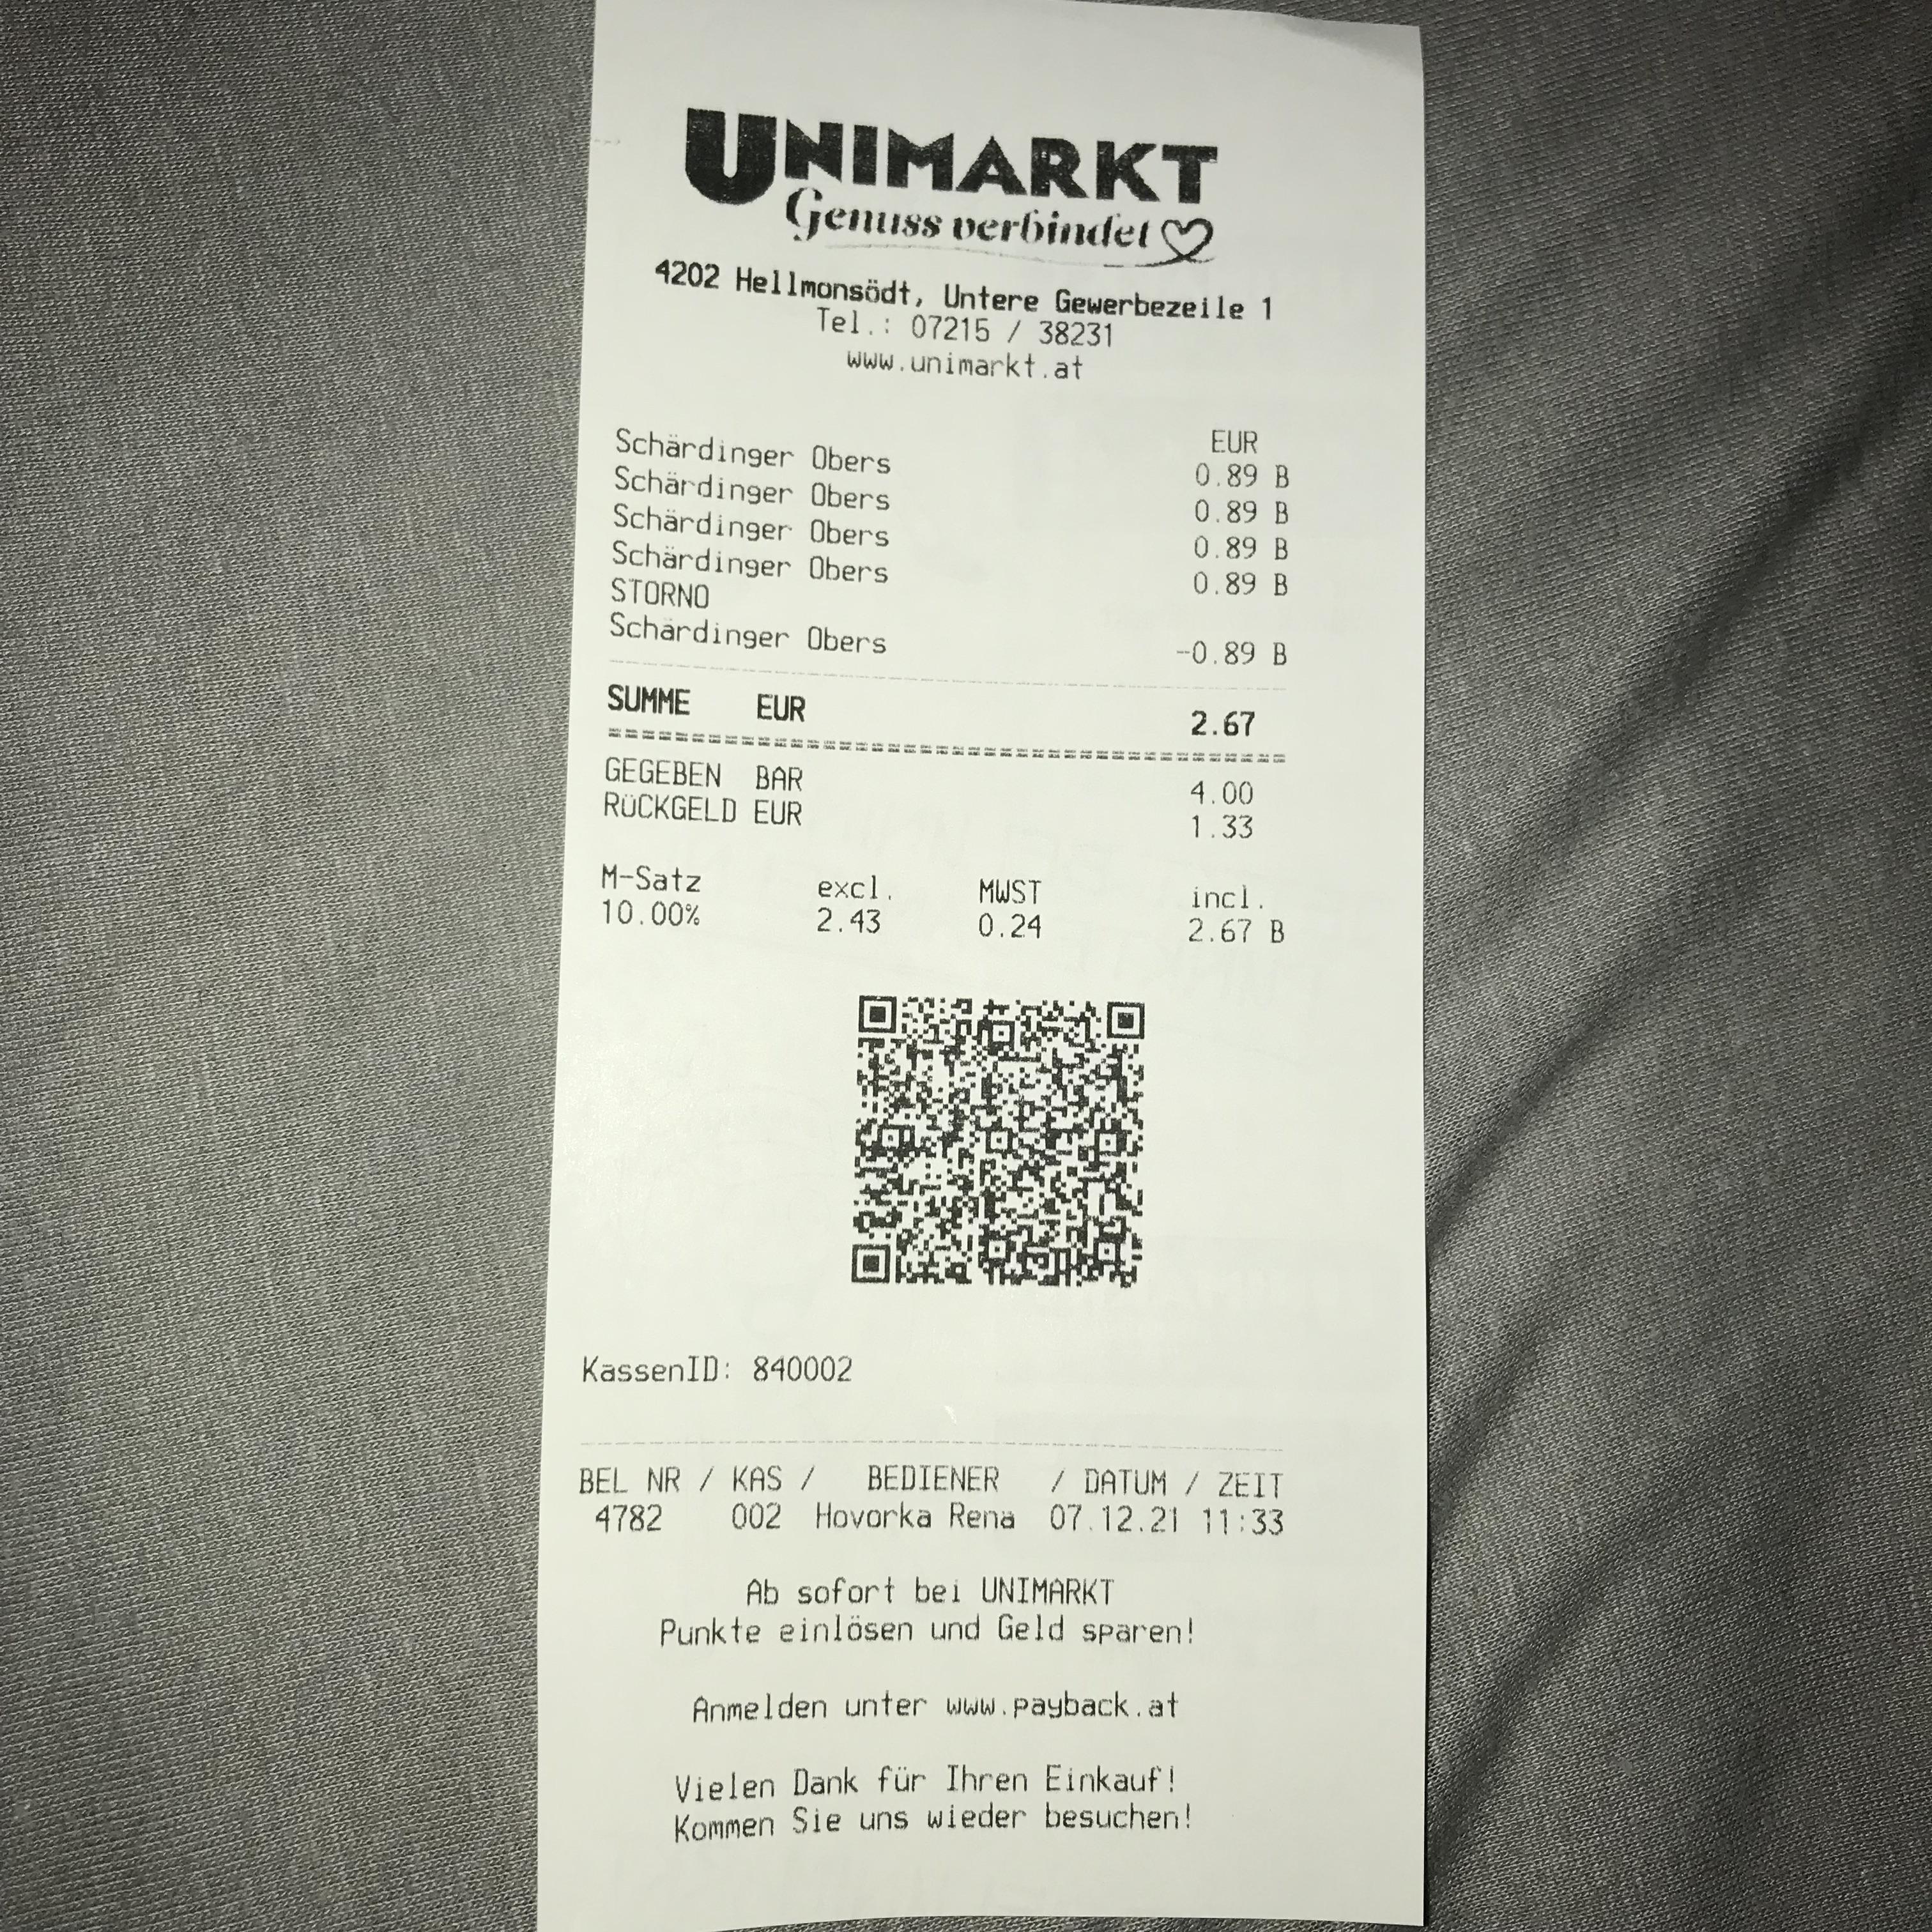 UNIMARKT
Genuss verbindet
4202 Hellmonsödt, Untere Gewerbezeile 1
Tel.: 07215 / 38231
www.unimarkt.at
EUR
Schärdinger Obers 0.89 B
Schärdinger Obers 0.89 B
Schärdinger Obers 0.89 B
Schärdinger Obers 0.89 B
STORNO
Schärdinger Obers -0.89 B
SUMME EUR 2.67
GEGEBEN BAR 4.00
RÜCKGELD EUR 1.33
M-Satz excl. MWST incl.
10.00% 2.43 0.24 2.67 B
KassenID: 840002
BEL NR / KAS / BEDIENER / DATUM / ZEIT
4782 002 Hovorka Rena 07.12.21 11:33
Ab sofort bei UNIMARKT
Punkte einlösen und Geld sparen!
Anmelden unter www.payback.at
Vielen Dank für Ihren Einkauf!
Kommen Sie uns wieder besuchen!